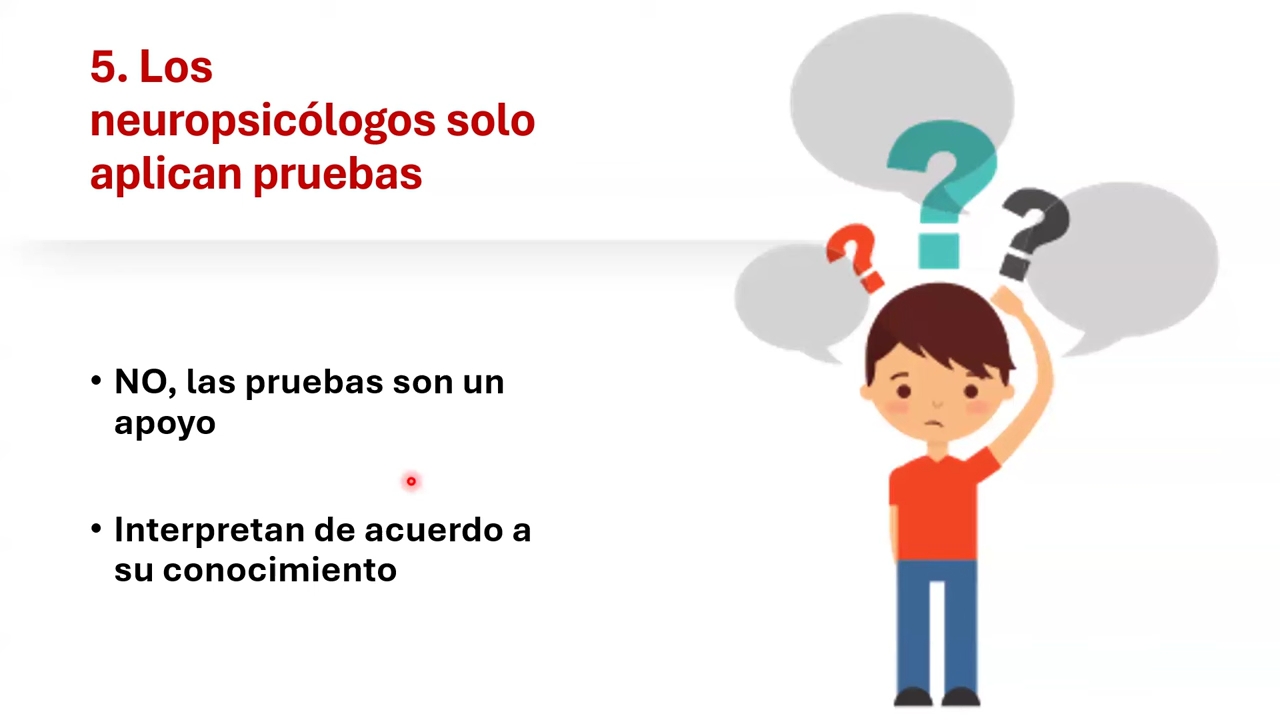 5. Los
neuropsicólogos solo
aplican pruebas
• NO, las pruebas son un
apoyo
• Interpretan de acuerdo a
su conocimiento
? ? ?